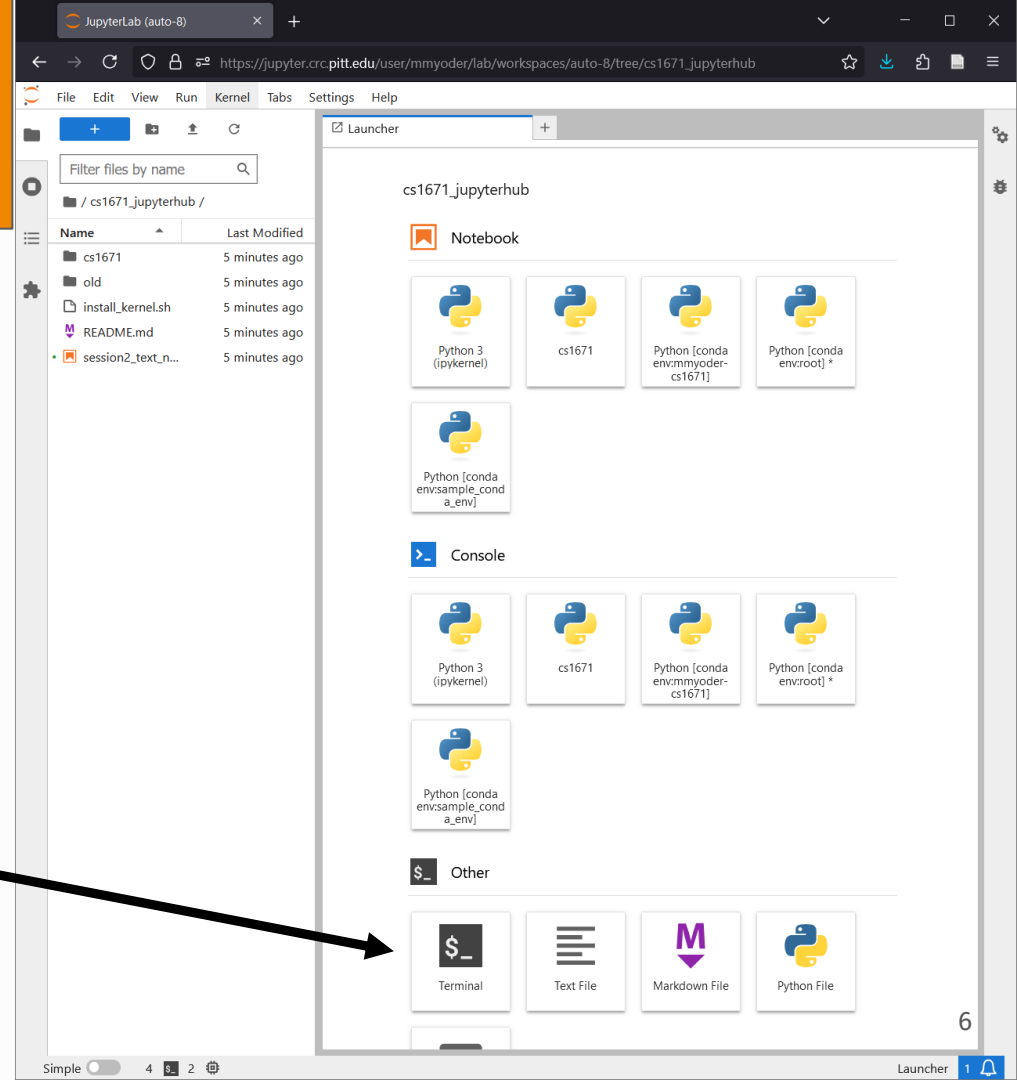 JupyterLab (auto-8)
https://jupyter.crc.pitt.edu/user/mmyoder/lab/workspaces/auto-8/tree/cs1671_jupyterhub
File Edit View Run Kernel Tabs Settings Help
Filter files by name
/ cs1671_jupyterhub /
Name Last Modified
cs1671 5 minutes ago
old 5 minutes ago
install_kernel.sh 5 minutes ago
README.md 5 minutes ago
session2_text_n... 5 minutes ago
Launcher
cs1671_jupyterhub
Notebook
Python 3
(ipykernel)
cs1671
Python [conda
env:mmyoder-
cs1671]
Python [conda
env:root] *
Python [conda
env:sample_cond
a_env]
Console
Python 3
(ipykernel)
cs1671
Python [conda
env:mmyoder-
cs1671]
Python [conda
env:root] *
Python [conda
env:sample_cond
a_env]
$_ Other
$_
Terminal
Text File
M
Markdown File
Python File
6
Simple 4 $_ 2 Launcher 1